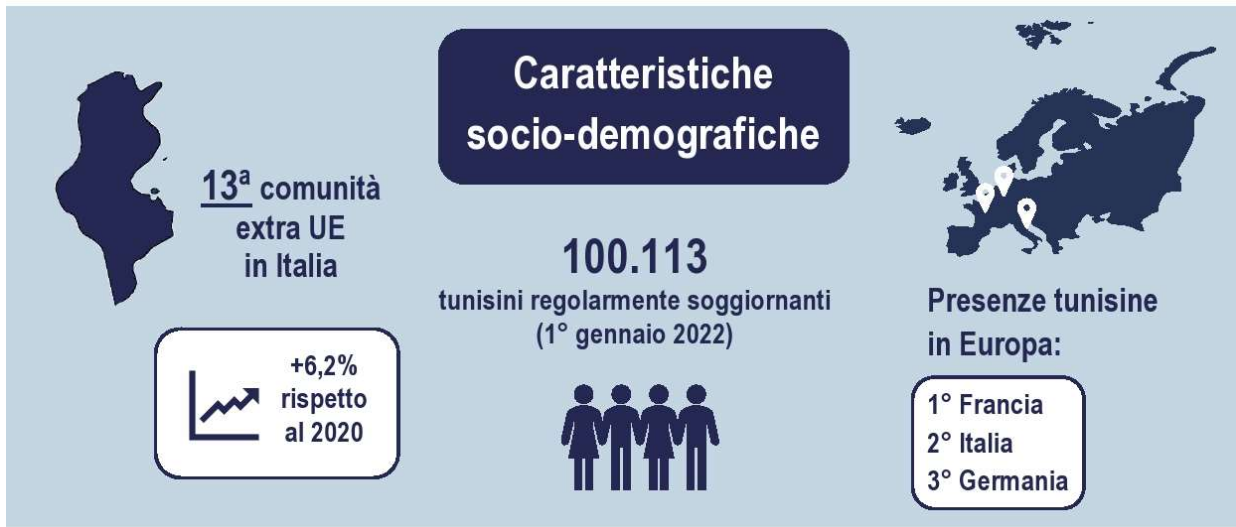 Caratteristiche
socio-demografiche
13ª comunità
extra UE
in Italia
+6,2%
rispetto
al 2020
100.113
tunisini regolarmente soggiornanti
(1° gennaio 2022)
Presenze tunisine
in Europa:
1° Francia
2° Italia
3° Germania